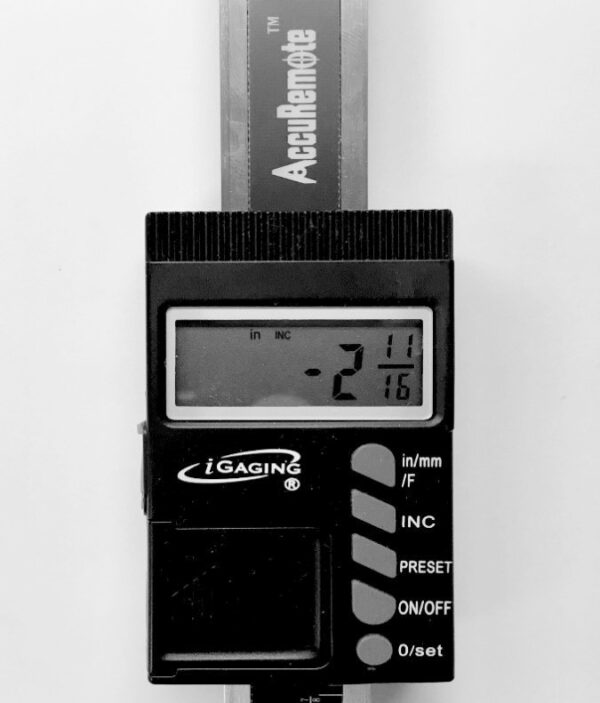 AccuRemote™
in INC
-2 11/16
iGAGING®
in/mm
/F
INC
PRESET
ON/OFF
0/set